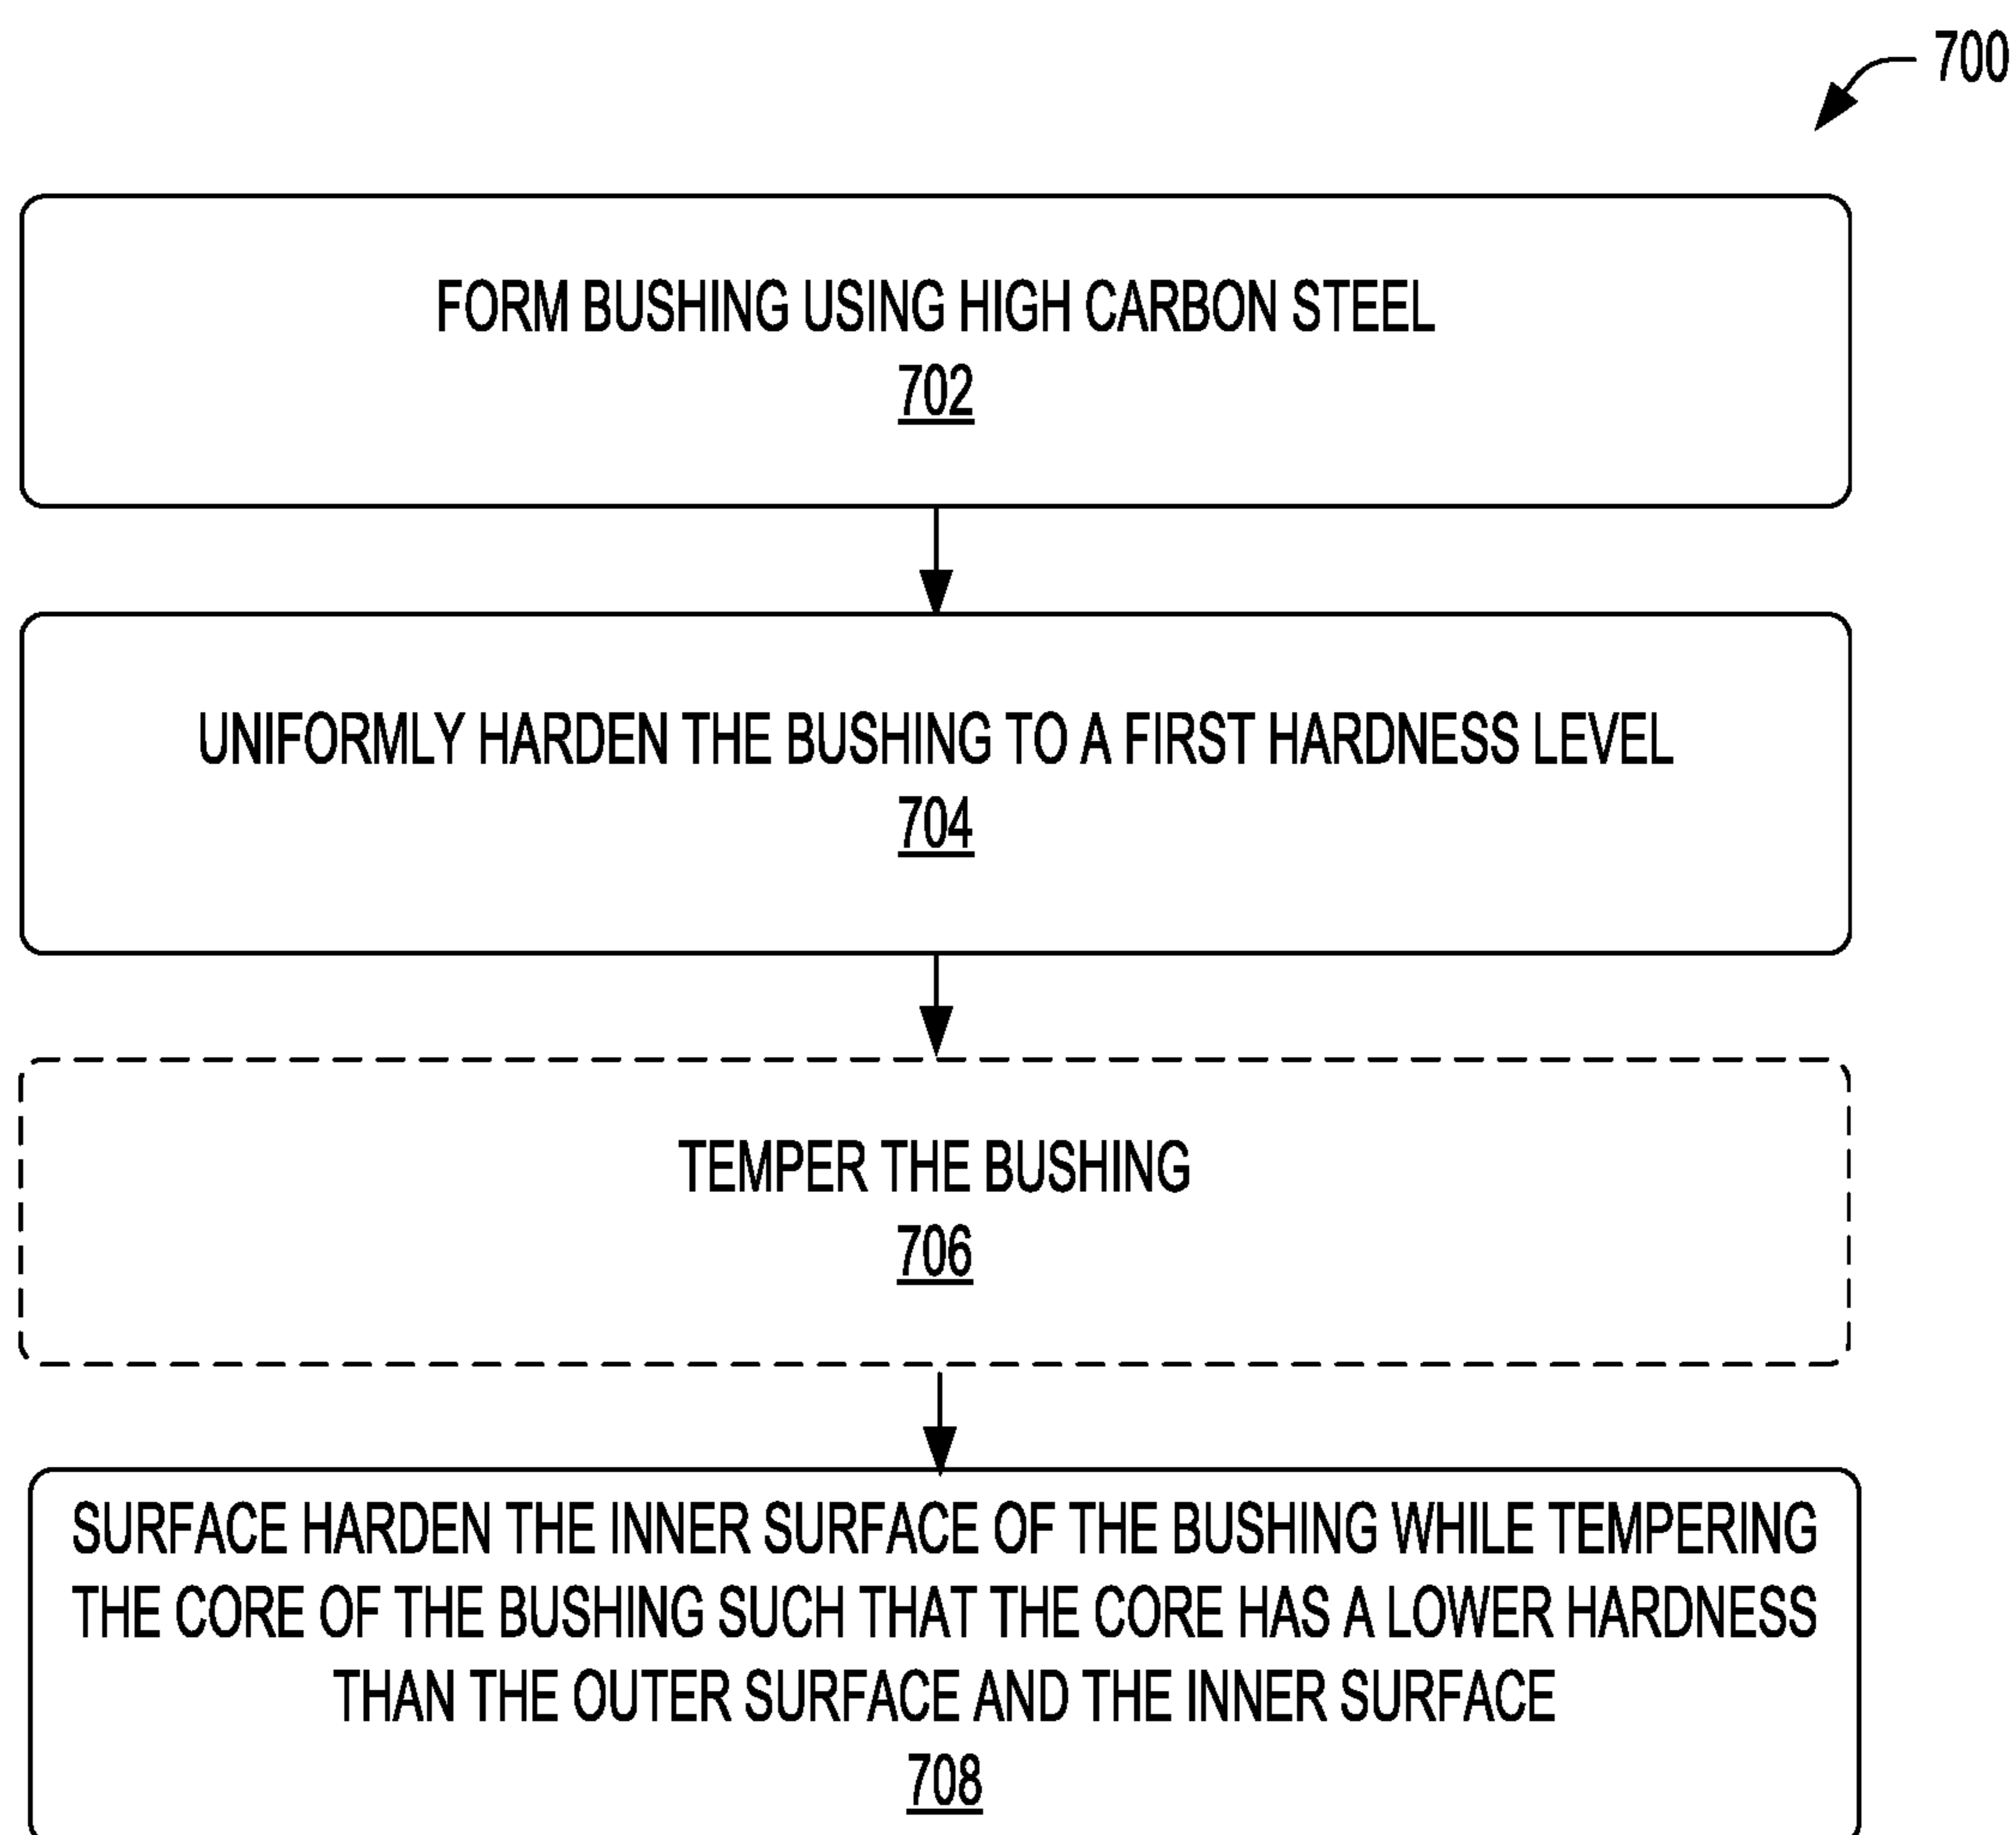 700
FORM BUSHING USING HIGH CARBON STEEL
702
UNIFORMLY HARDEN THE BUSHING TO A FIRST HARDNESS LEVEL
704
TEMPER THE BUSHING
706
SURFACE HARDEN THE INNER SURFACE OF THE BUSHING WHILE TEMPERING
THE CORE OF THE BUSHING SUCH THAT THE CORE HAS A LOWER HARDNESS
THAN THE OUTER SURFACE AND THE INNER SURFACE
708